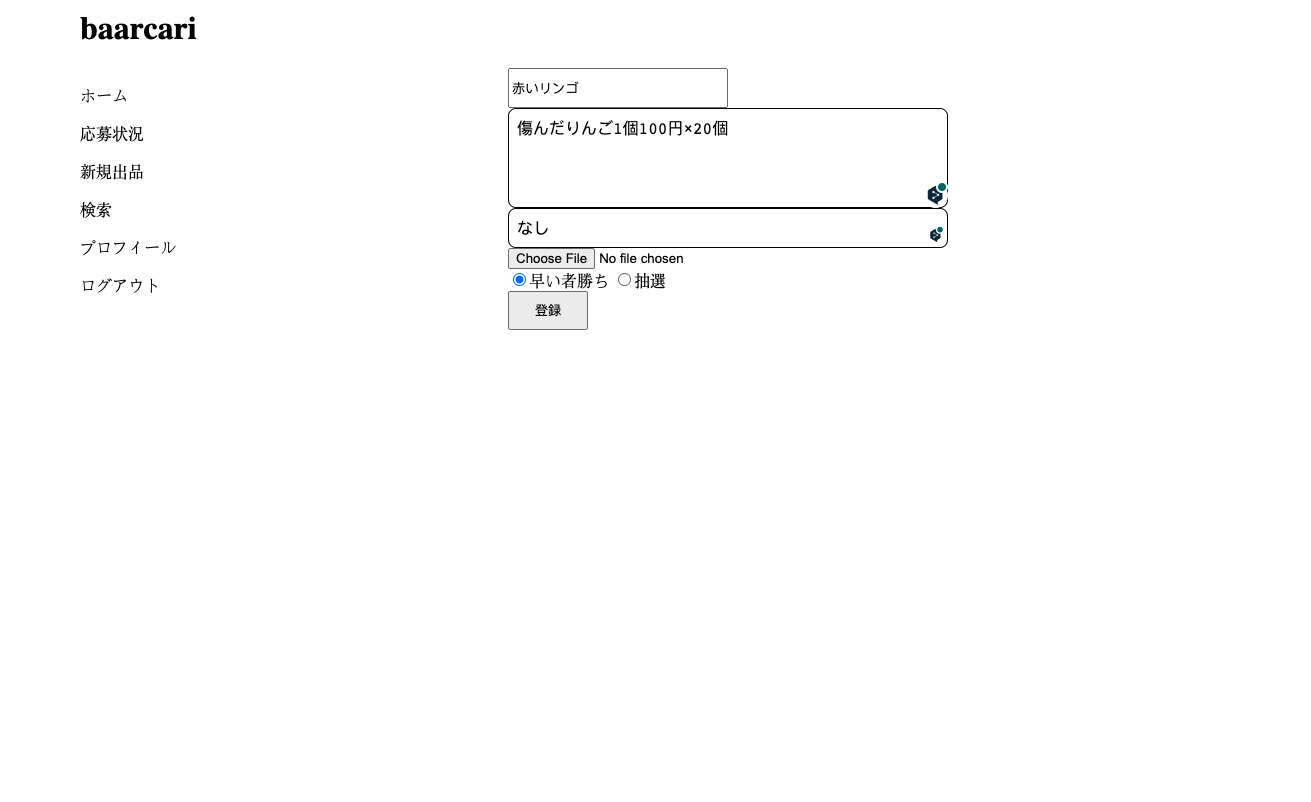 baarcari
ホーム
応募状況
新規出品
検索
プロフィール
ログアウト
赤いリンゴ
傷んだりんご1個100円×20個
なし
Choose File No file chosen
早い者勝ち 抽選
登録